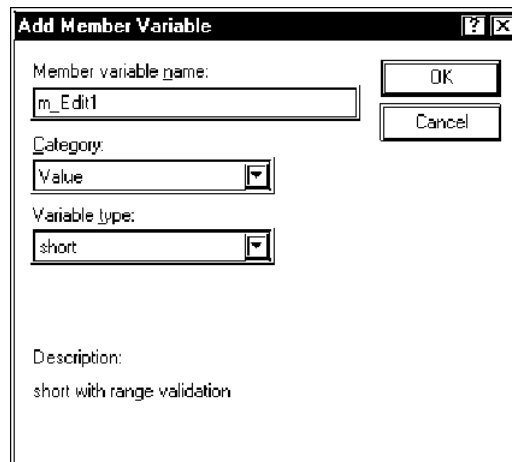 Add Member Variable
Member variable name:
OK
m_Edit1
Cancel
Category:
Value
Variable type:
short
Description:
short with range validation